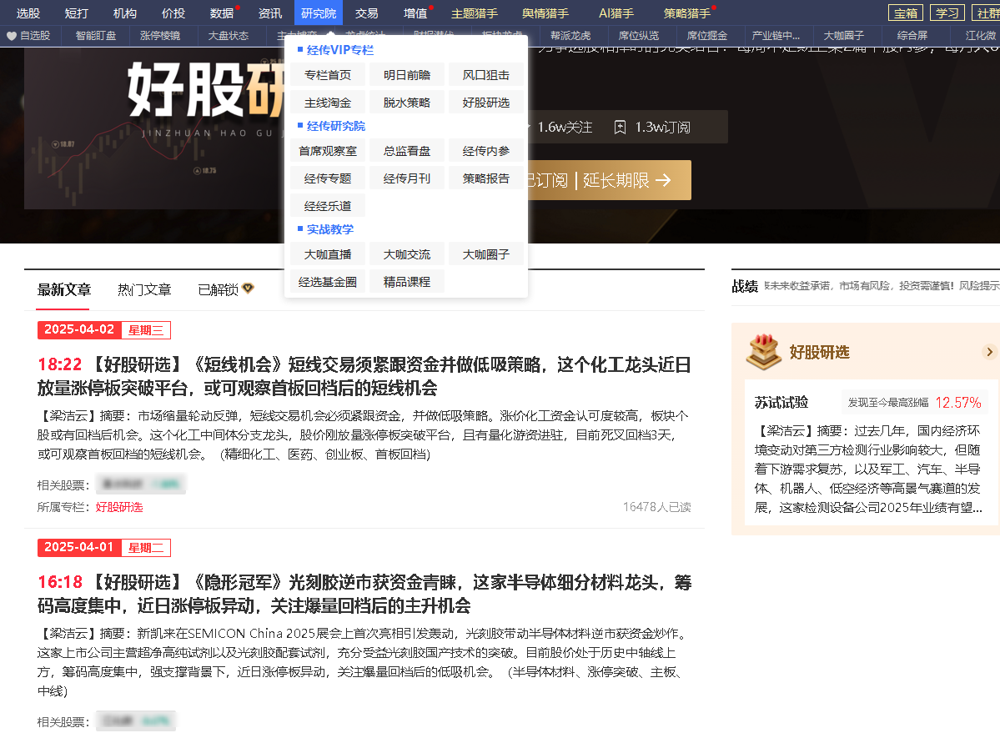 选股 短打 机构 价投 数据 资讯 研究院 交易 增值 主题猎手 舆情猎手 AI猎手 策略猎手 宝箱 学习 社群
自选股 智能盯盘 涨停棱镜 大盘状态 帮派龙虎 席位纵览 席位掘金 产业链中... 大咖圈子 综合屏 江化微
经传VIP专栏
专栏首页 明日前瞻 风口狙击
主线淘金 脱水策略 好股研选
经传研究院
首席观察室 总监看盘 经传内参
经传专题 经传月刊 策略报告
经经乐道
实战教学
大咖直播 大咖交流 大咖圈子
经选基金圈 精品课程
好股研
JINZHUAN HAO GU J
18.87
18.75
1.6w关注 1.3w订阅
已订阅 | 延长期限
最新文章 热门文章 已解锁
2025-04-02 星期三
18:22 【好股研选】《短线机会》短线交易须紧跟资金并做低吸策略，这个化工龙头近日
放量涨停板突破平台，或可观察首板回档后的短线机会
【梁洁云】摘要：市场缩量轮动反弹，短线交易机会必须紧跟资金，并做低吸策略。涨价化工资金认可度较高，板块个
股或有回档后机会。这个化工中间体分支龙头，股价刚放量涨停板突破平台，且有量化游资进驻，目前死叉回档3天，
或可观察首板回档的短线机会。（精细化工、医药、创业板、首板回档）
相关股票：
所属专栏：好股研选 16478人已读
2025-04-01 星期二
16:18 【好股研选】《隐形冠军》光刻胶逆市获资金青睐，这家半导体细分材料龙头，筹
码高度集中，近日涨停板异动，关注爆量回档后的主升机会
【梁洁云】摘要：新凯来在SEMICON China 2025展会上首次亮相引发轰动，光刻胶带动半导体材料逆市获资金炒作。
这家上市公司主营超净高纯试剂以及光刻胶配套试剂，充分受益光刻胶国产技术的突破。目前股价处于历史中轴线上
方，筹码高度集中，强支撑背景下，近日涨停板异动，关注爆量回档后的低吸机会。（半导体材料、涨停突破、主板、
中线）
相关股票：
战绩 表未来收益承诺，市场有风险，投资需谨慎！风险提示
好股研选
苏试试验 发现至今最高涨幅 12.57%
【梁洁云】摘要：过去几年，国内经济环
境变动对第三方检测行业影响较大，但随
着下游需求复苏，以及军工、汽车、半导
体、机器人、低空经济等高景气赛道的发
展，这家检测设备公司2025年业绩有望...